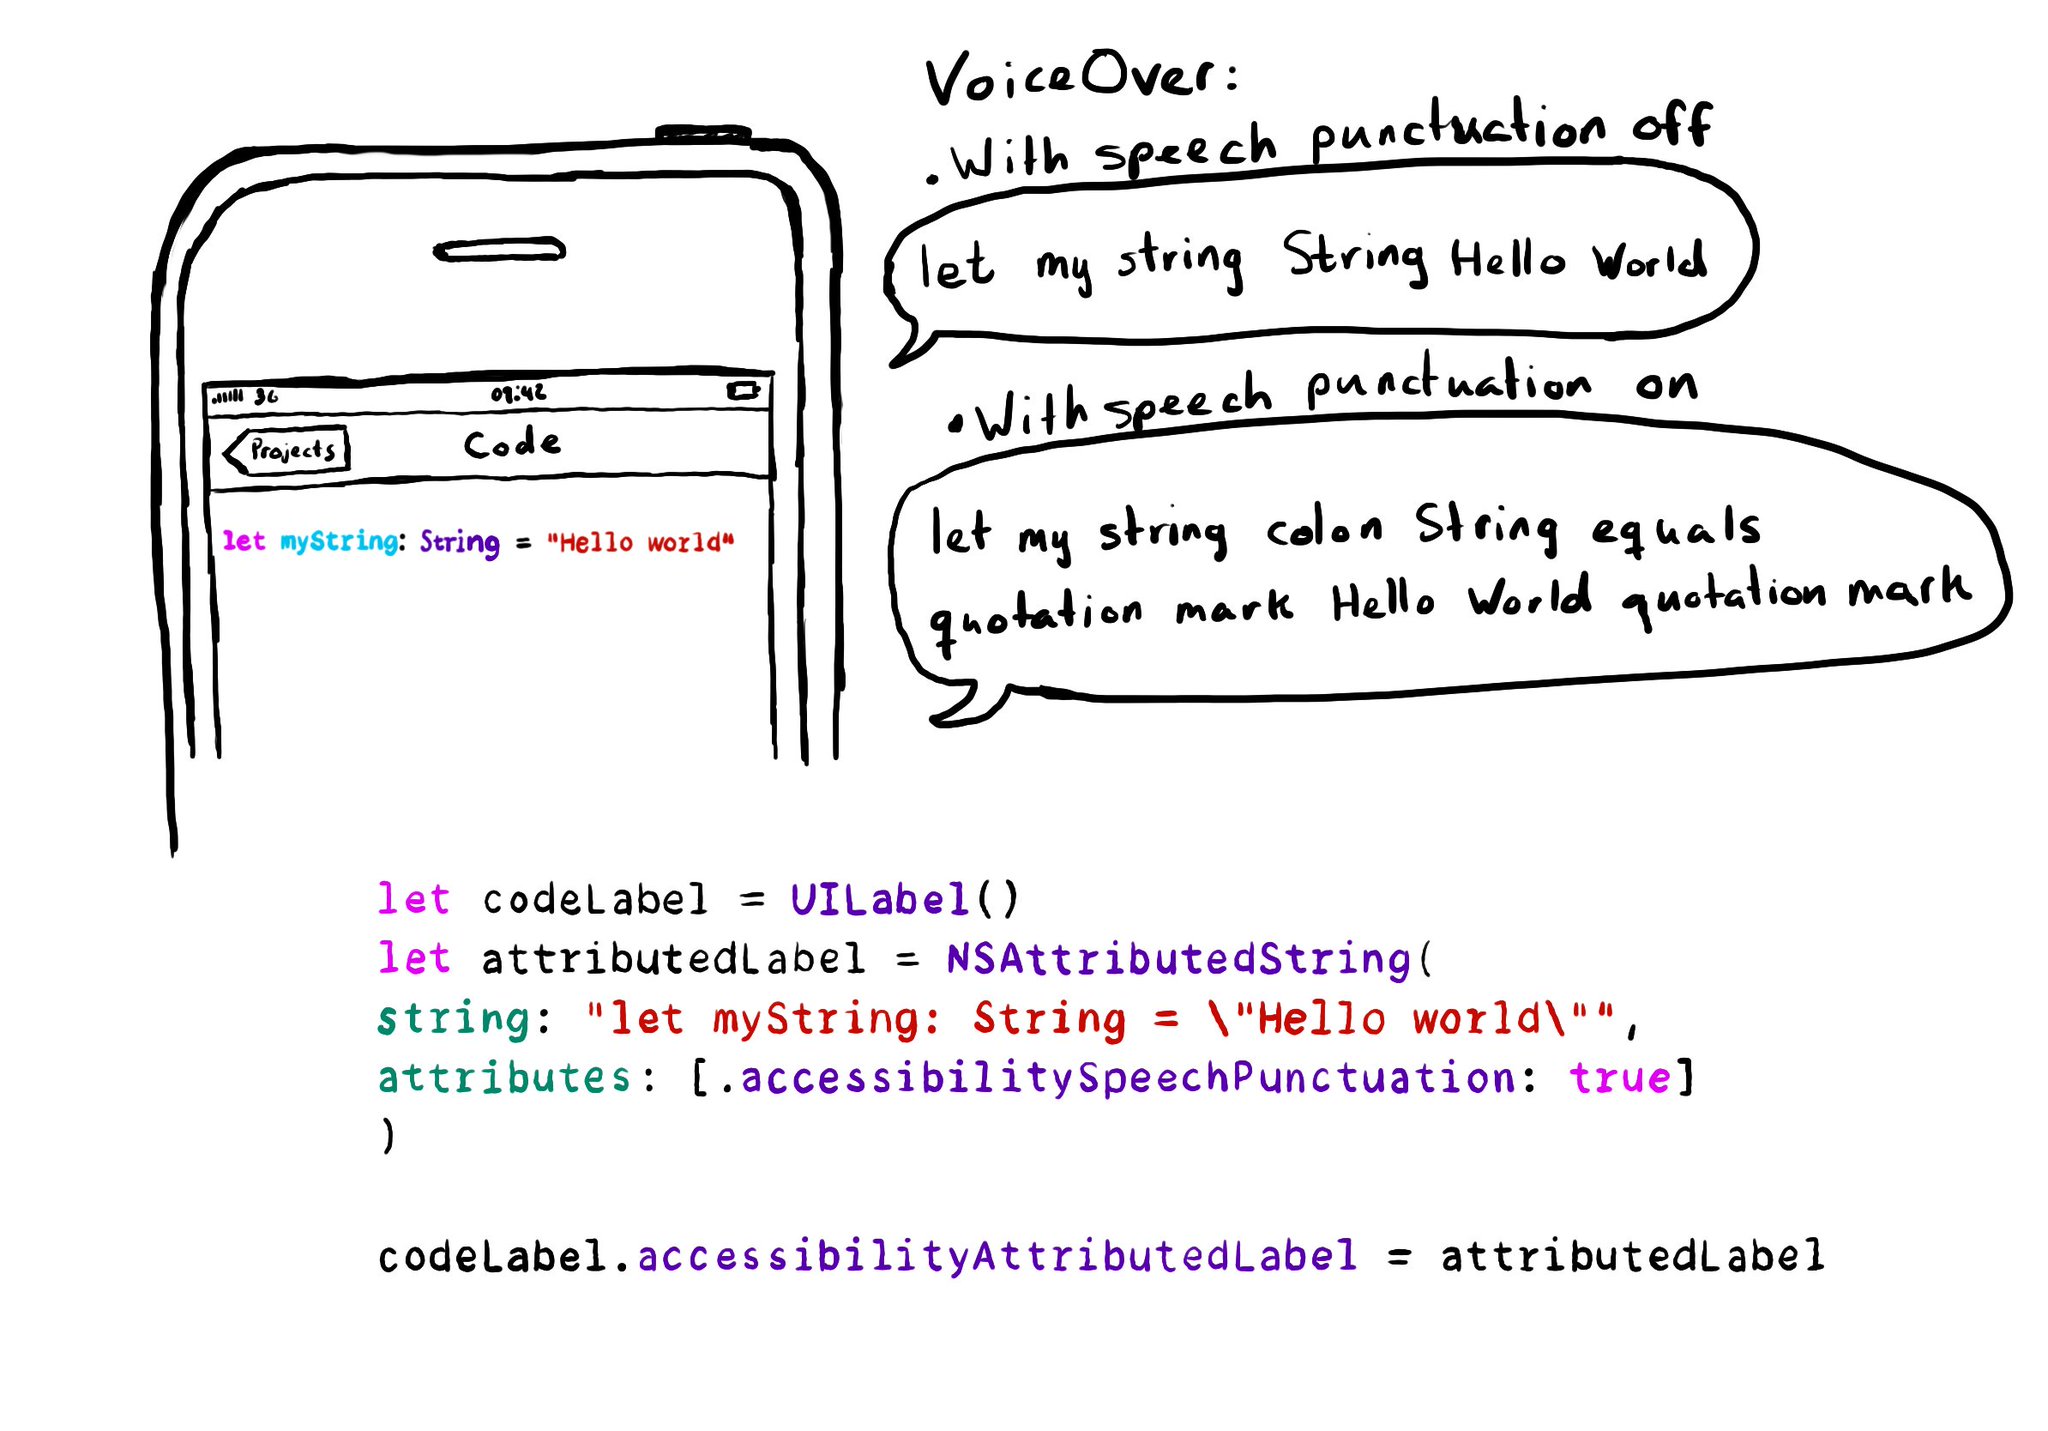 VoiceOver:
. With speech punctuation off
let my string String Hello World
3G 09:42
Projects Code
let myString: String = "Hello world"
• With speech punctuation on
let my string colon String equals
quotation mark Hello World quotation mark
let codeLabel = UILabel()
let attributedLabel = NSAttributedString(
string: "let myString: String = \"Hello world\"",
attributes: [.accessibilitySpeechPunctuation: true]
)
codeLabel.accessibilityAttributedLabel = attributedLabel